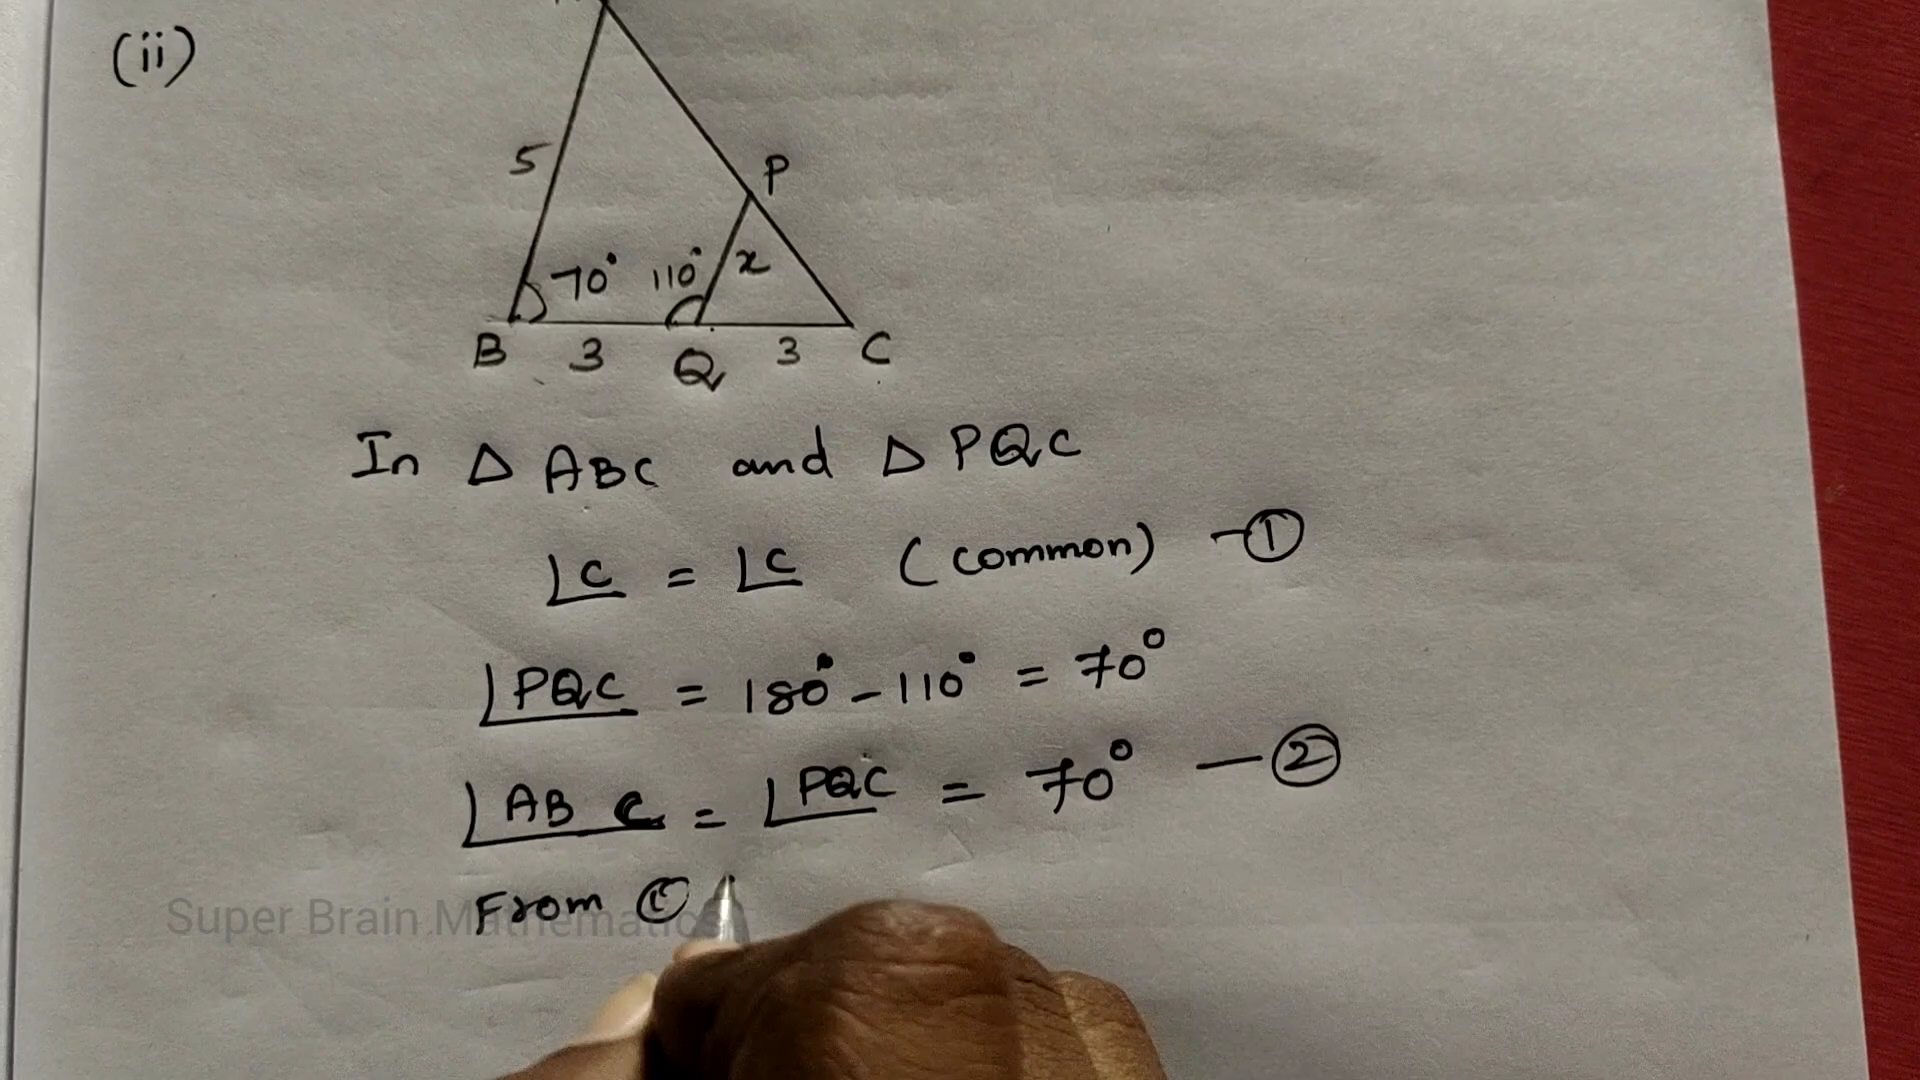 (ii)
5
P
70° 110° x
B 3 Q 3 C
In Δ ABC and Δ PQC
∠C = ∠C (common) -①
∠PQC = 180° - 110° = 70°
∠ABC = ∠PQC = 70° —②
From ①
Super Brain Mathematics